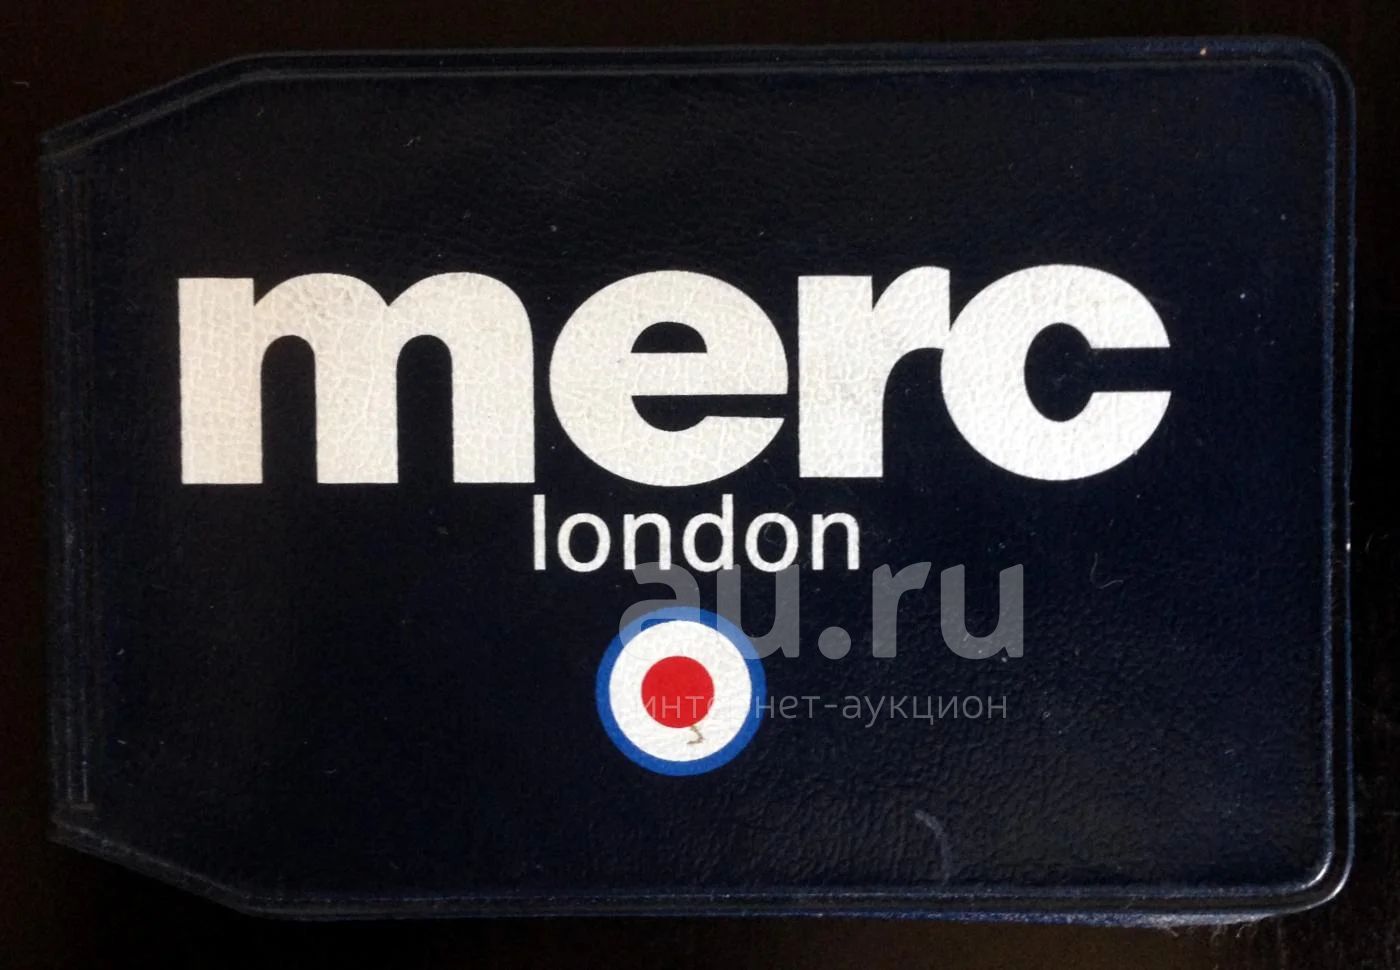 merc
london
au.ru
интернет-аукцион